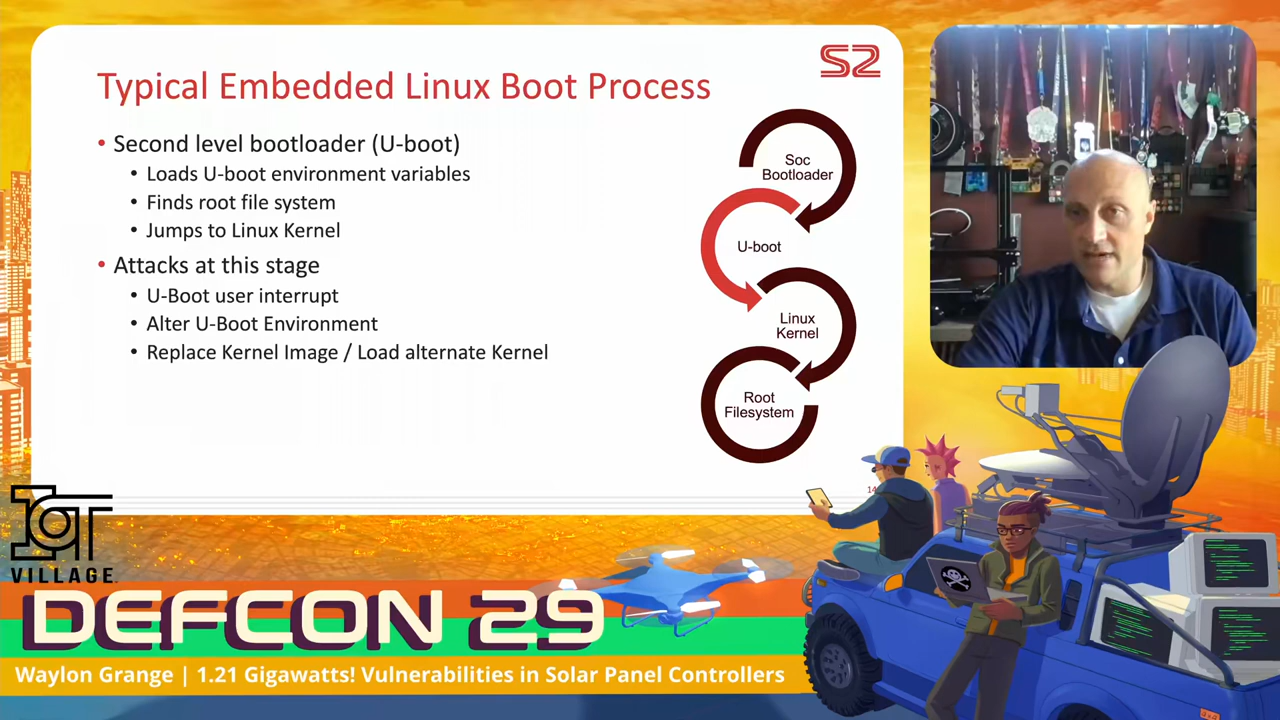 S2
Typical Embedded Linux Boot Process
• Second level bootloader (U-boot)
• Loads U-boot environment variables
• Finds root file system
• Jumps to Linux Kernel
• Attacks at this stage
• U-Boot user interrupt
• Alter U-Boot Environment
• Replace Kernel Image / Load alternate Kernel
Soc
Bootloader
U-boot
Linux
Kernel
Root
Filesystem
14
IOT
VILLAGE
DEFCON 29
Waylon Grange | 1.21 Gigawatts! Vulnerabilities in Solar Panel Controllers